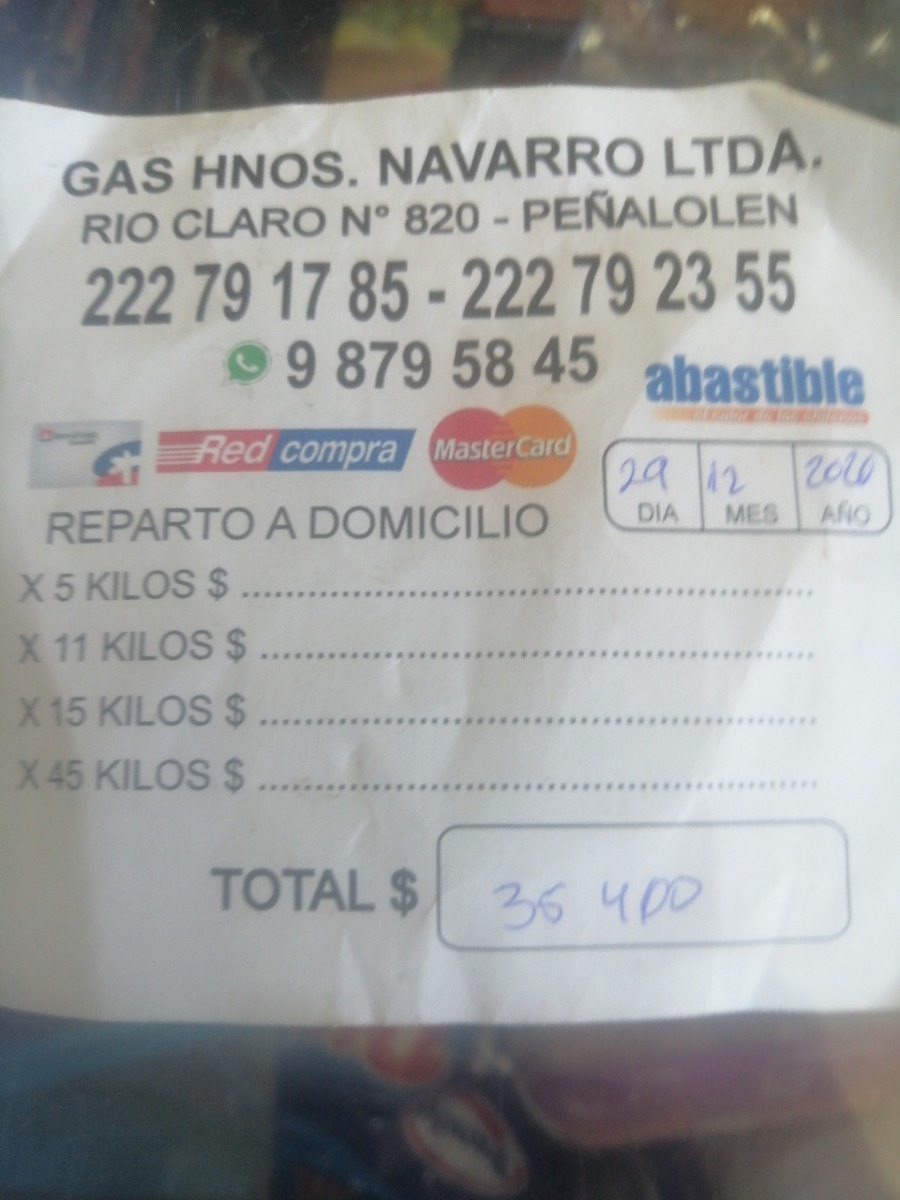 GAS HNOS. NAVARRO LTDA.
RIO CLARO N° 820 - PEÑALOLEN
222 79 17 85 - 222 79 23 55
9 879 58 45
abastible
Red compra
MasterCard
29 12 2020
DIA MES AÑO
REPARTO A DOMICILIO
X 5 KILOS $ ........................................................
X 11 KILOS $ ........................................................
X 15 KILOS $ ........................................................
X 45 KILOS $ ........................................................
TOTAL $ 36 400